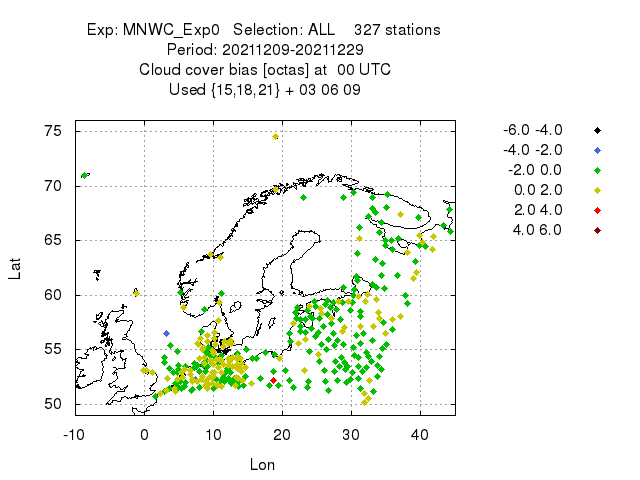 Exp: MNWC_Exp0 Selection: ALL 327 stations
Period: 20211209-20211229
Cloud cover bias [octas] at 00 UTC
Used {15,18,21} + 03 06 09
-6.0 -4.0
-4.0 -2.0
-2.0 0.0
0.0 2.0
2.0 4.0
4.0 6.0
75
70
65
60
55
50
Lat
-10 0 10 20 30 40
Lon